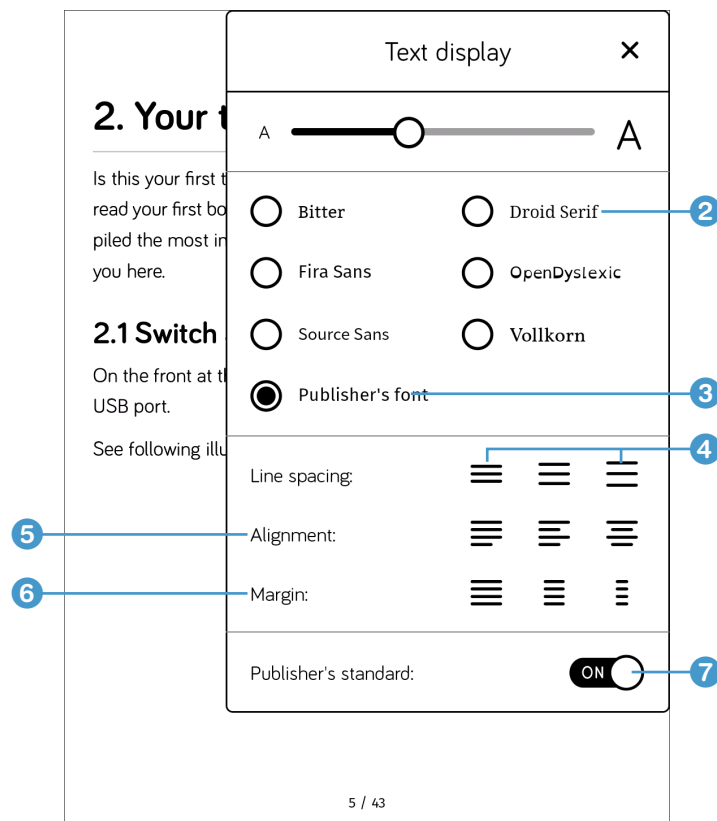 Text display
2. Your t
A A
Is this your first t
read your first bo
piled the most in
you here.
Bitter Droid Serif 2
Fira Sans OpenDyslexic
2.1 Switch
Source Sans Vollkorn
On the front at th
USB port.
Publisher's font 3
See following illu
4
Line spacing:
5 Alignment:
6 Margin:
Publisher's standard: ON 7
5 / 43